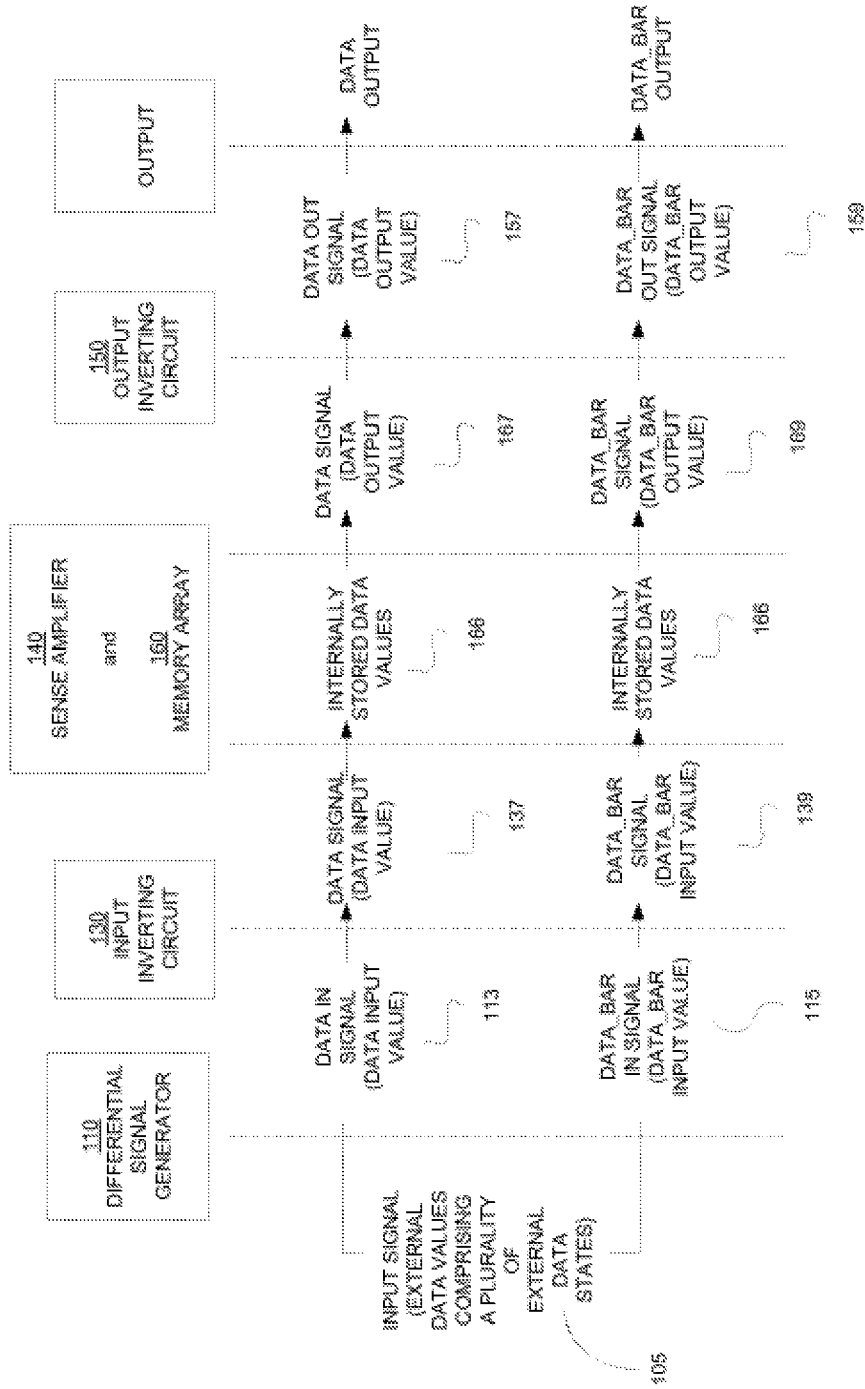 110
DIFFERENTIAL
SIGNAL
GENERATOR
130
INPUT
INVERTING
CIRCUIT
140
SENSE AMPLIFIER
and
160
MEMORY ARRAY
150
OUTPUT
INVERTING
CIRCUIT
OUTPUT
INPUT SIGNAL
(EXTERNAL
DATA VALUES
COMPRISING
A PLURALITY
OF
EXTERNAL
DATA
STATES)
105
DATA IN
SIGNAL
(DATA INPUT
VALUE)
113
DATA SIGNAL
(DATA INPUT
VALUE)
137
INTERNALLY
STORED DATA
VALUES
166
DATA SIGNAL
(DATA
OUTPUT
VALUE)
167
DATA OUT
SIGNAL
(DATA
OUTPUT
VALUE)
157
DATA
OUTPUT
DATA_BAR
IN SIGNAL
(DATA_BAR
INPUT VALUE)
115
DATA_BAR
SIGNAL
(DATA_BAR
INPUT VALUE)
139
INTERNALLY
STORED DATA
VALUES
166
DATA_BAR
SIGNAL
(DATA_BAR
OUTPUT
VALUE)
169
DATA_BAR
OUT SIGNAL
(DATA_BAR
OUTPUT
VALUE)
159
DATA_BAR
OUTPUT